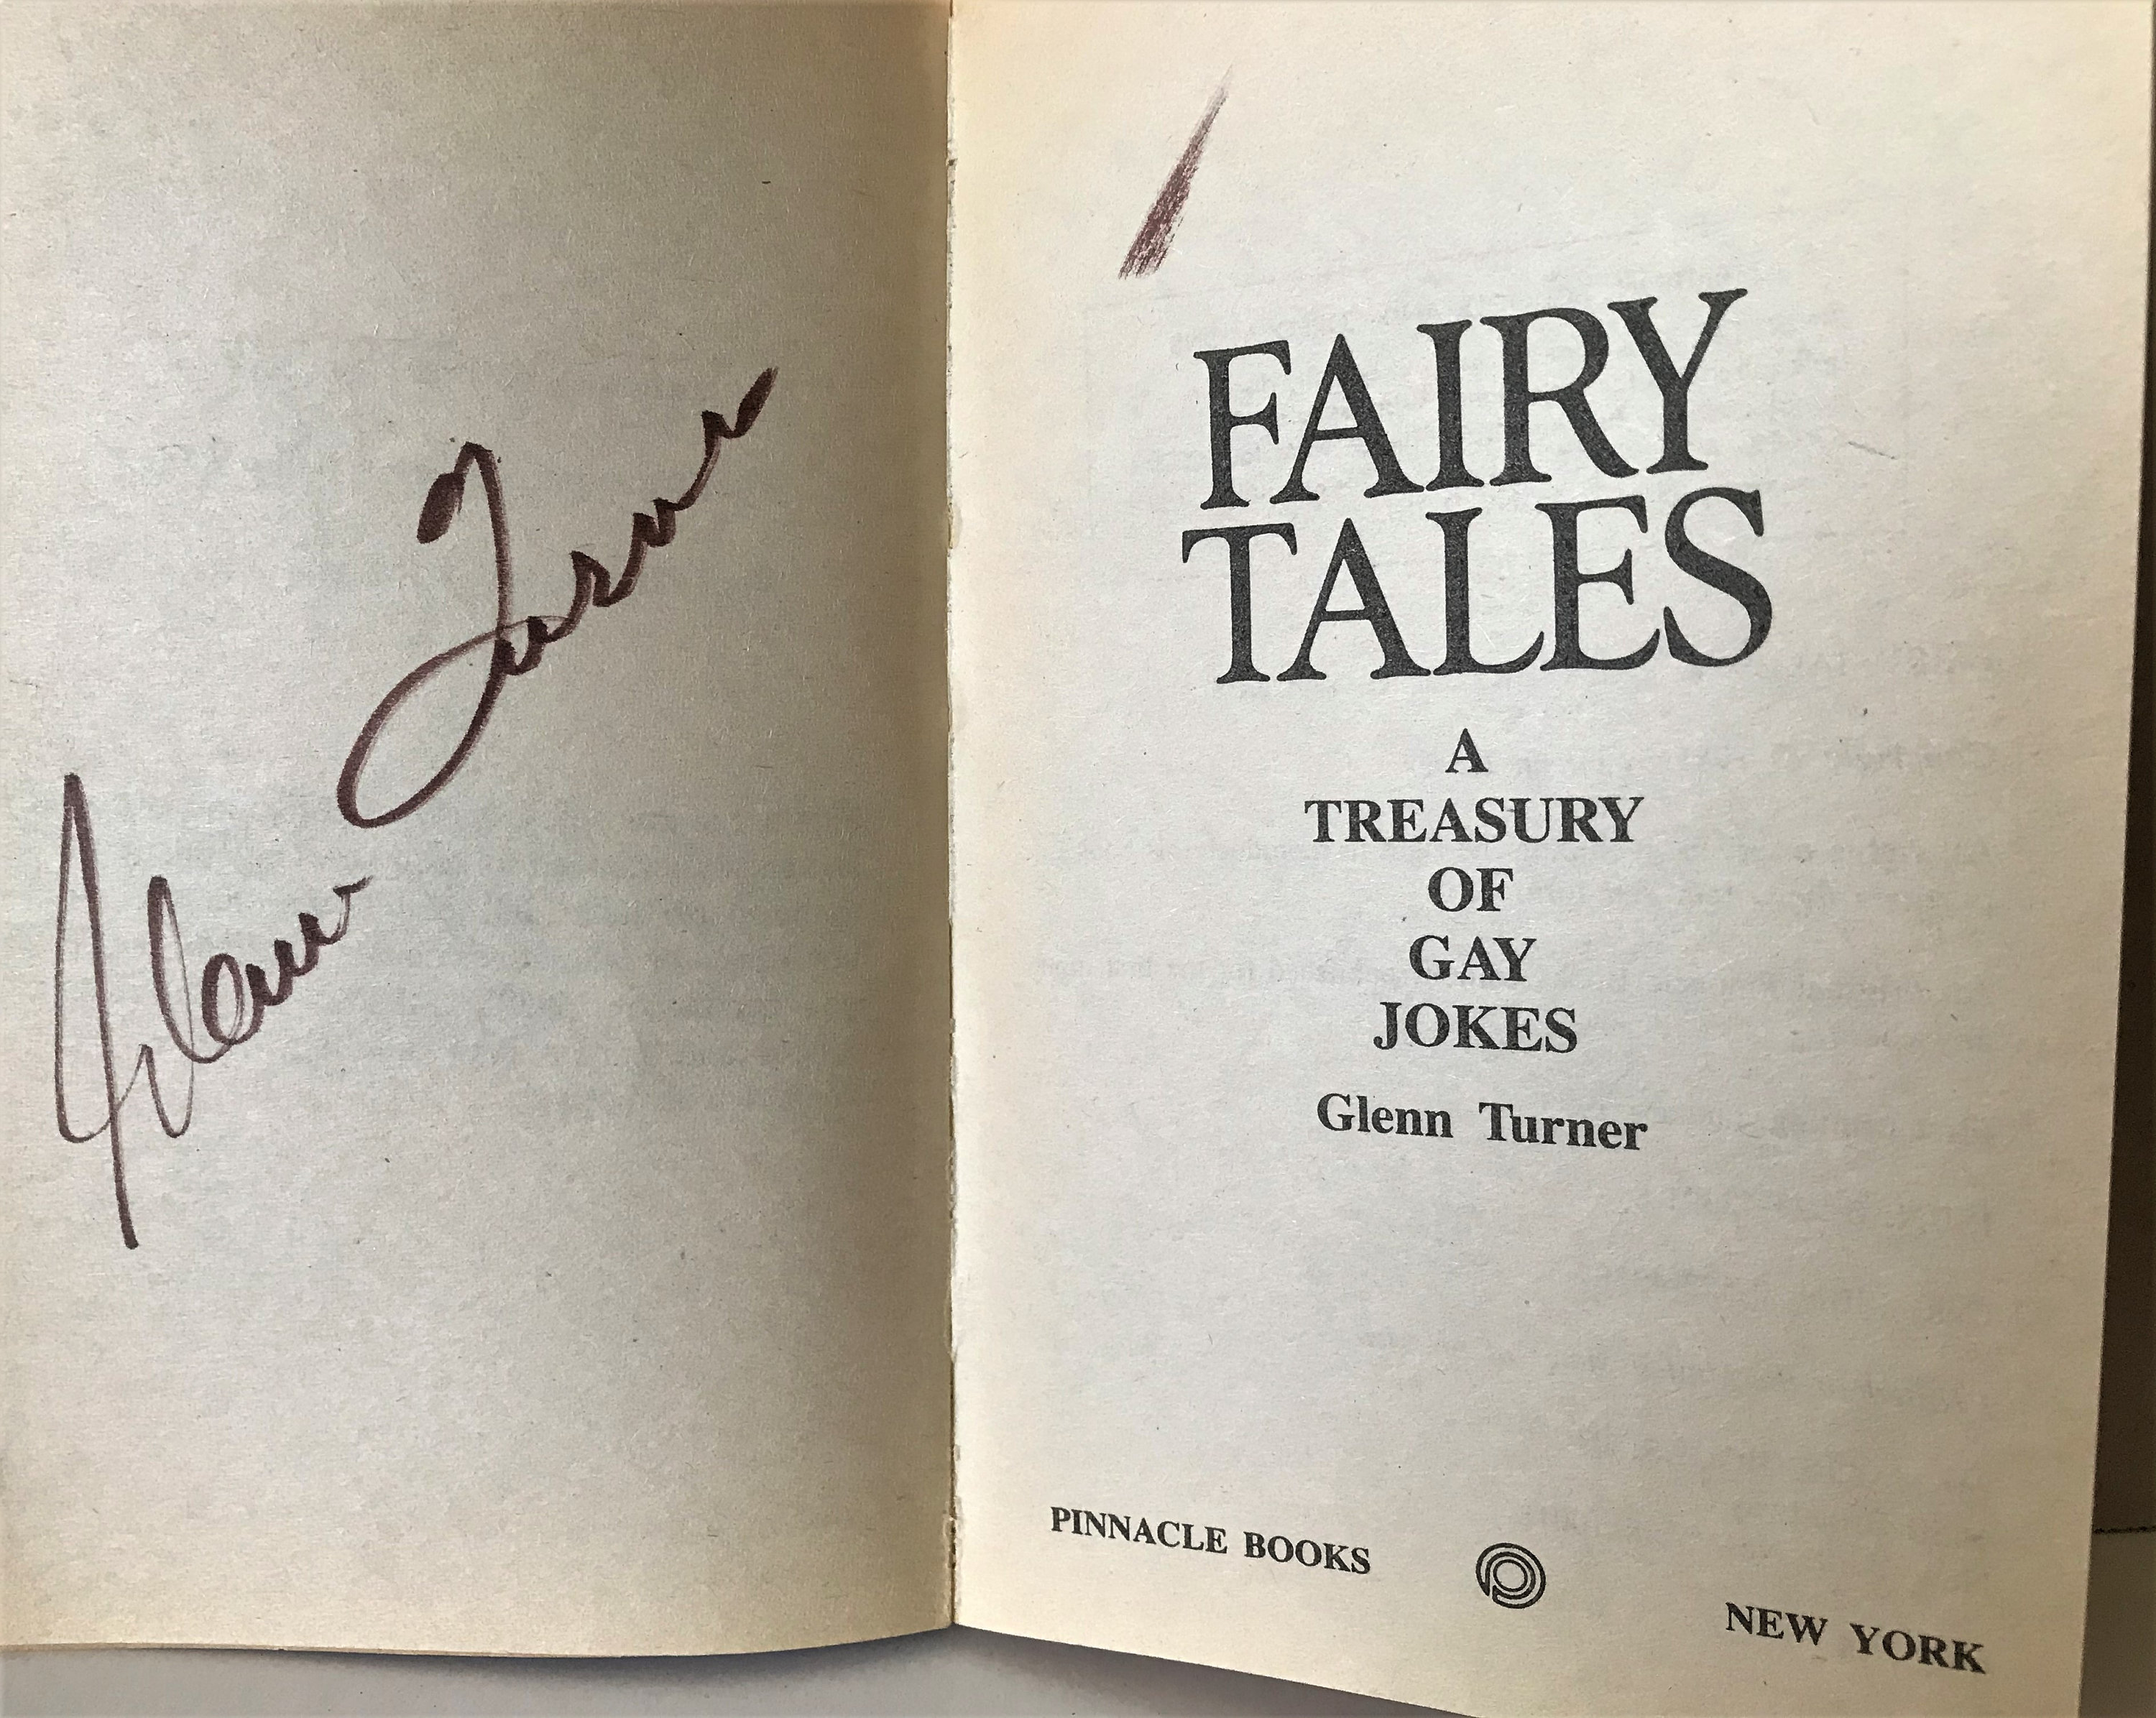 Glenn Turner
FAIRY
TALES
A
TREASURY
OF
GAY
JOKES
Glenn Turner
PINNACLE BOOKS
NEW YORK